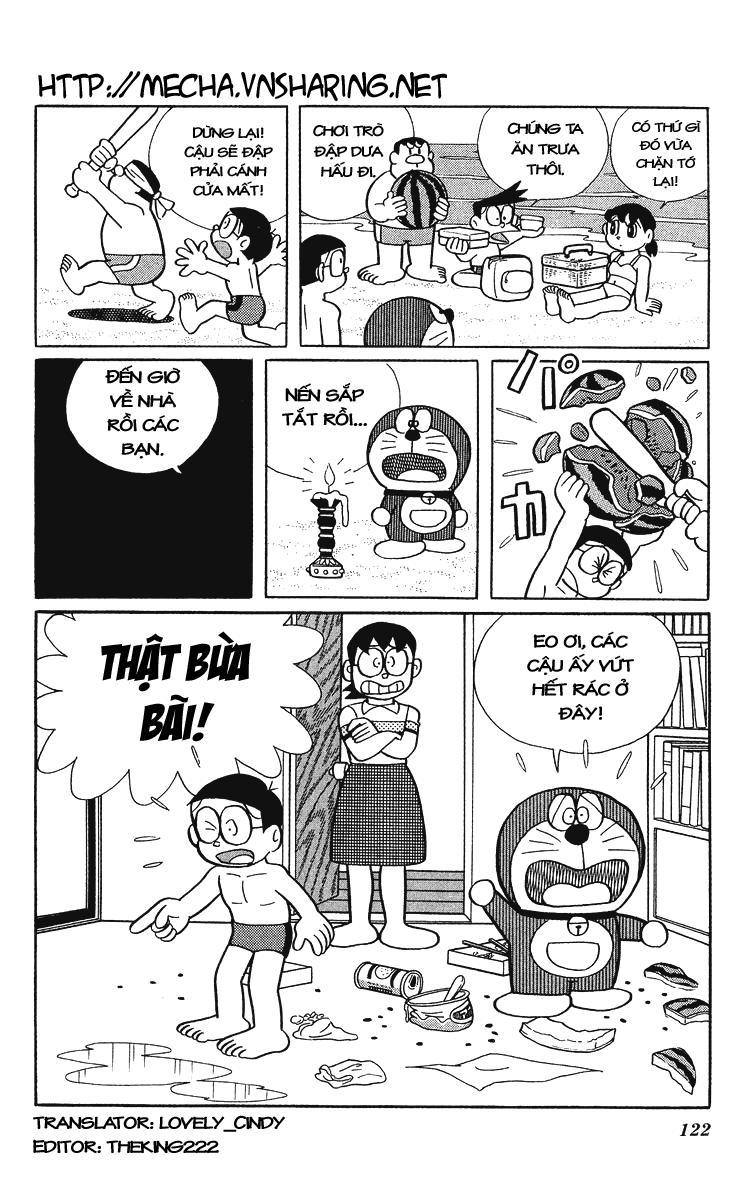 HTTP://MECHA.VNSHARING.NET
CÓ THỨ GÌ
ĐÓ VỪA
CHẶN TỚ
LẠI!
CHÚNG TA
ĂN TRƯA
THÔI.
CHƠI TRÒ
ĐẬP DƯA
HẤU ĐI.
DỪNG LẠI!
CẬU SẼ ĐẬP
PHẢI CÁNH
CỬA MẤT!
パ
カ
NẾN SẮP
TẮT RỒI...
ĐẾN GIỜ
VỀ NHÀ
RỒI CÁC
BẠN.
EO ƠI, CÁC
CẬU ẤY VỨT
HẾT RÁC Ở
ĐÂY!
THẬT BỪA
BÃI!
TRANSLATOR: LOVELY_CINDY
EDITOR: THEKING222
122